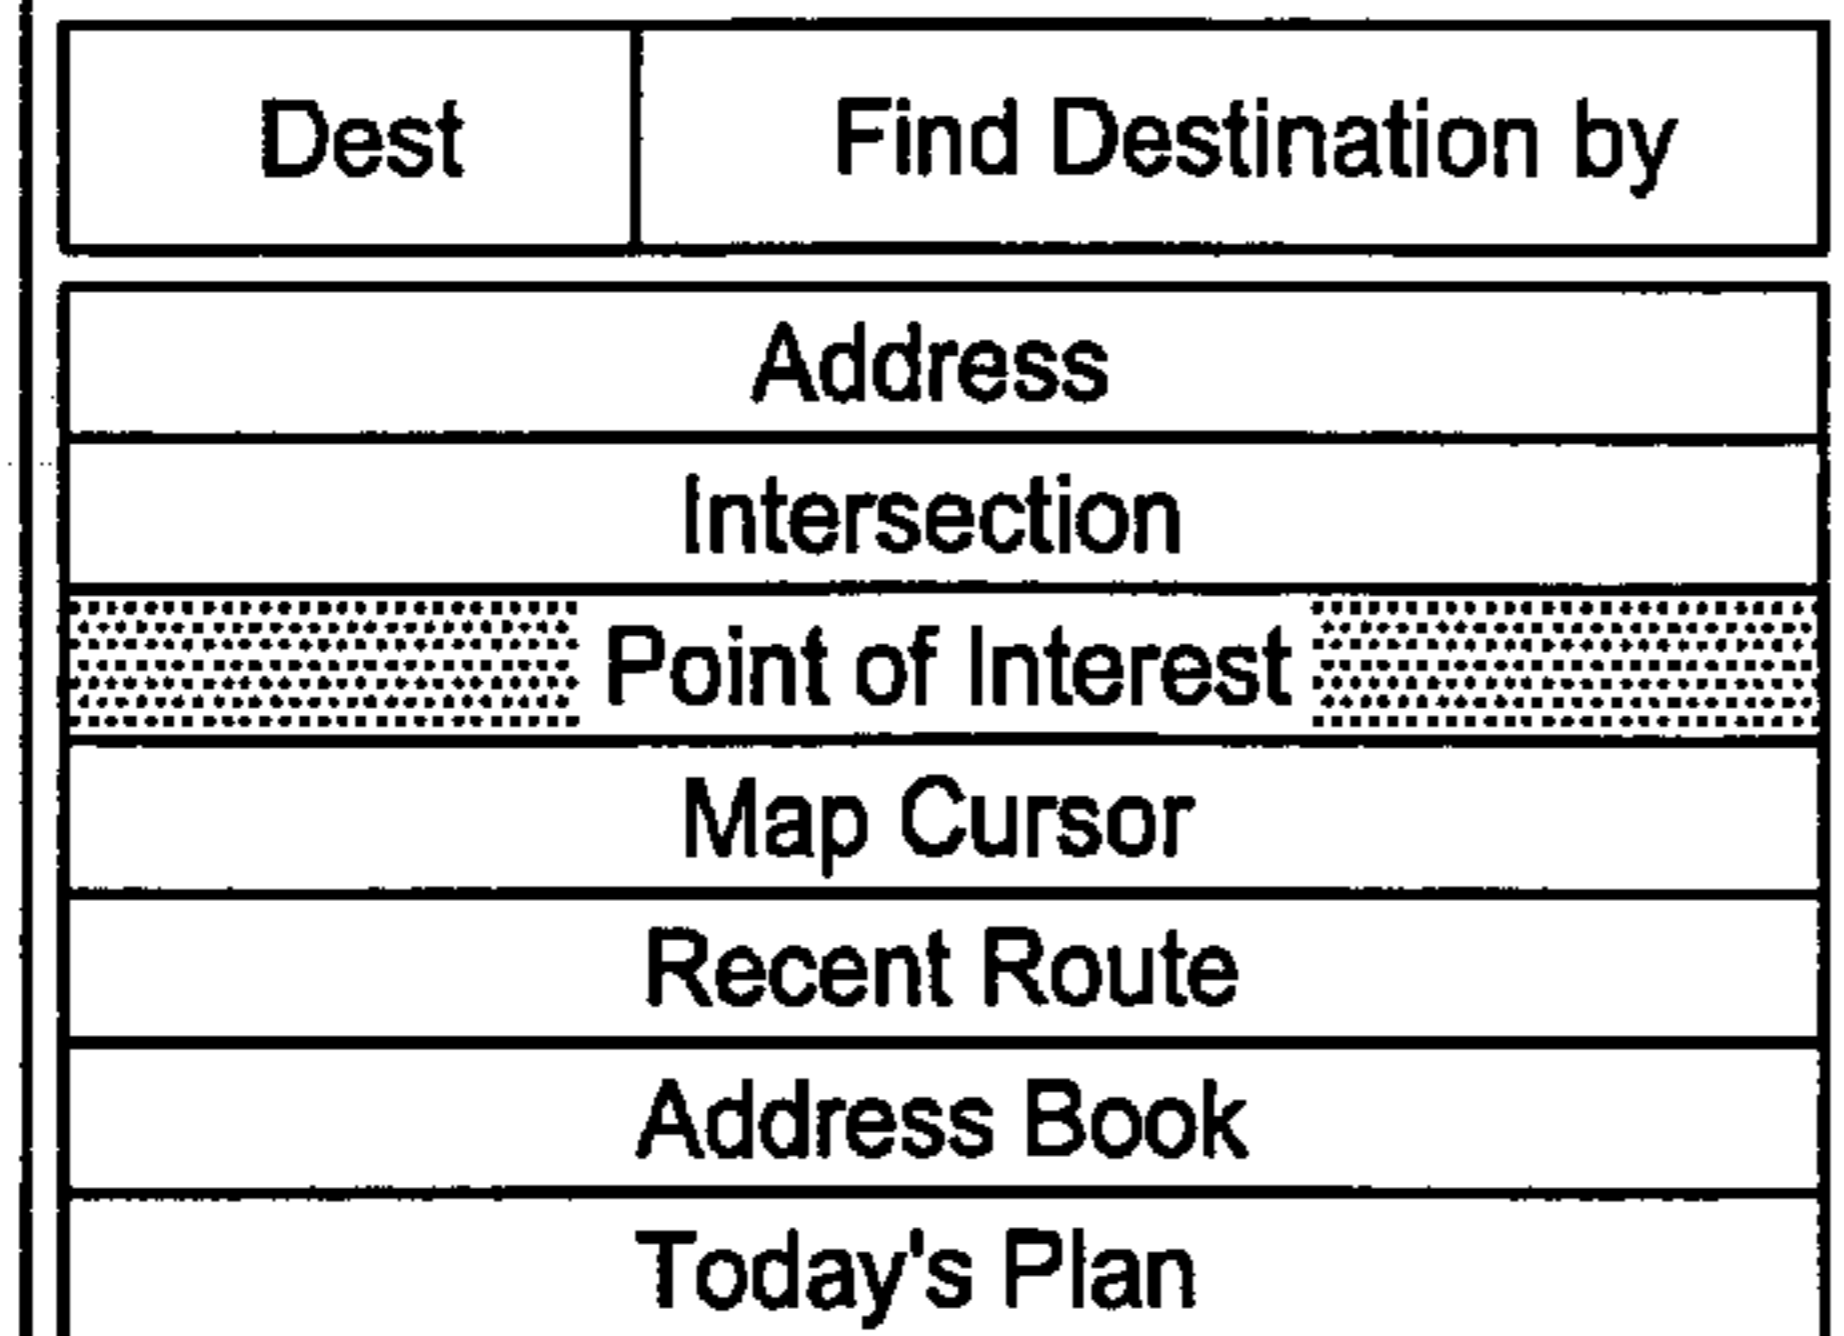 Dest Find Destination by
Address
Intersection
Point of Interest
Map Cursor
Recent Route
Address Book
Today's Plan